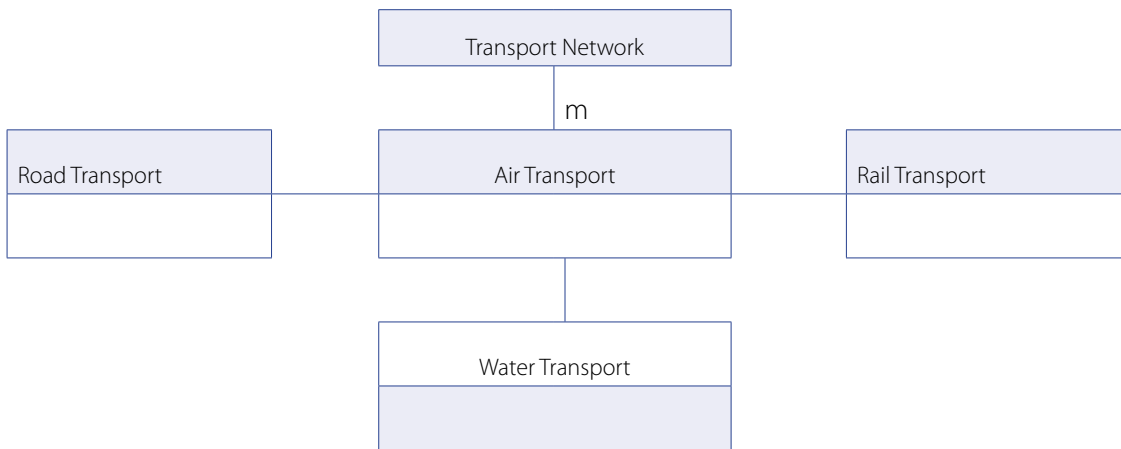 Transport Network
m
Road Transport
Air Transport
Rail Transport
Water Transport